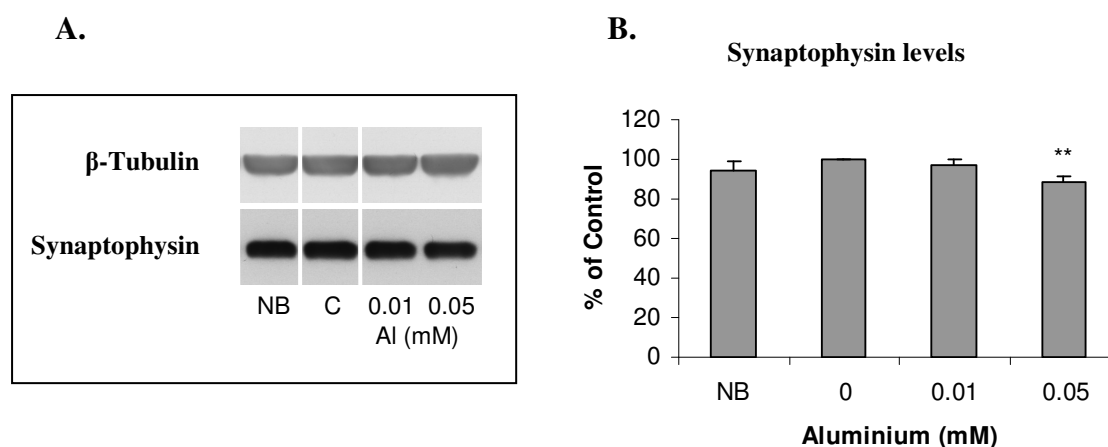 A.
β-Tubulin
Synaptophysin
NB C 0.01 0.05
Al (mM)
B.
Synaptophysin levels
120
100
80
60
40
20
0
% of Control
**
NB 0 0.01 0.05
Aluminium (mM)